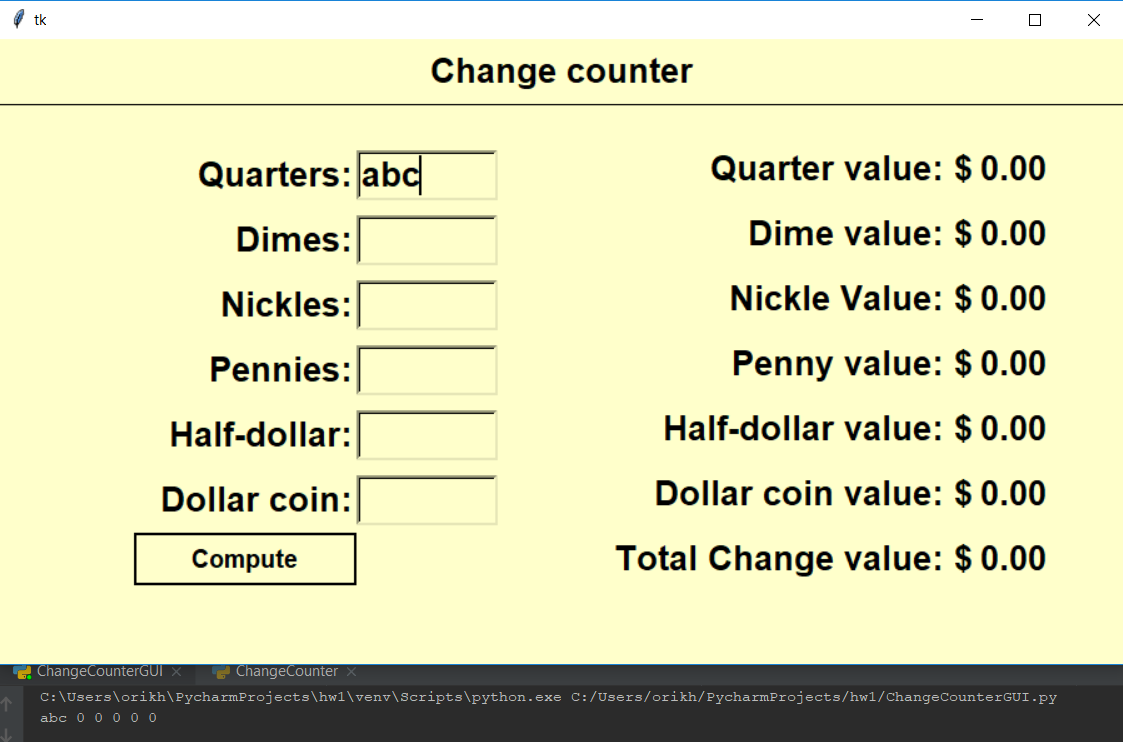 tk
Change counter
Quarters: abc
Quarter value: $ 0.00
Dimes:
Dime value: $ 0.00
Nickles:
Nickle Value: $ 0.00
Pennies:
Penny value: $ 0.00
Half-dollar:
Half-dollar value: $ 0.00
Dollar coin:
Dollar coin value: $ 0.00
Compute
Total Change value: $ 0.00
ChangeCounterGUI ChangeCounter
C:\Users\orikh\PycharmProjects\hw1\venv\Scripts\python.exe C:/Users/orikh/PycharmProjects/hw1/ChangeCounterGUI.py
abc 0 0 0 0 0